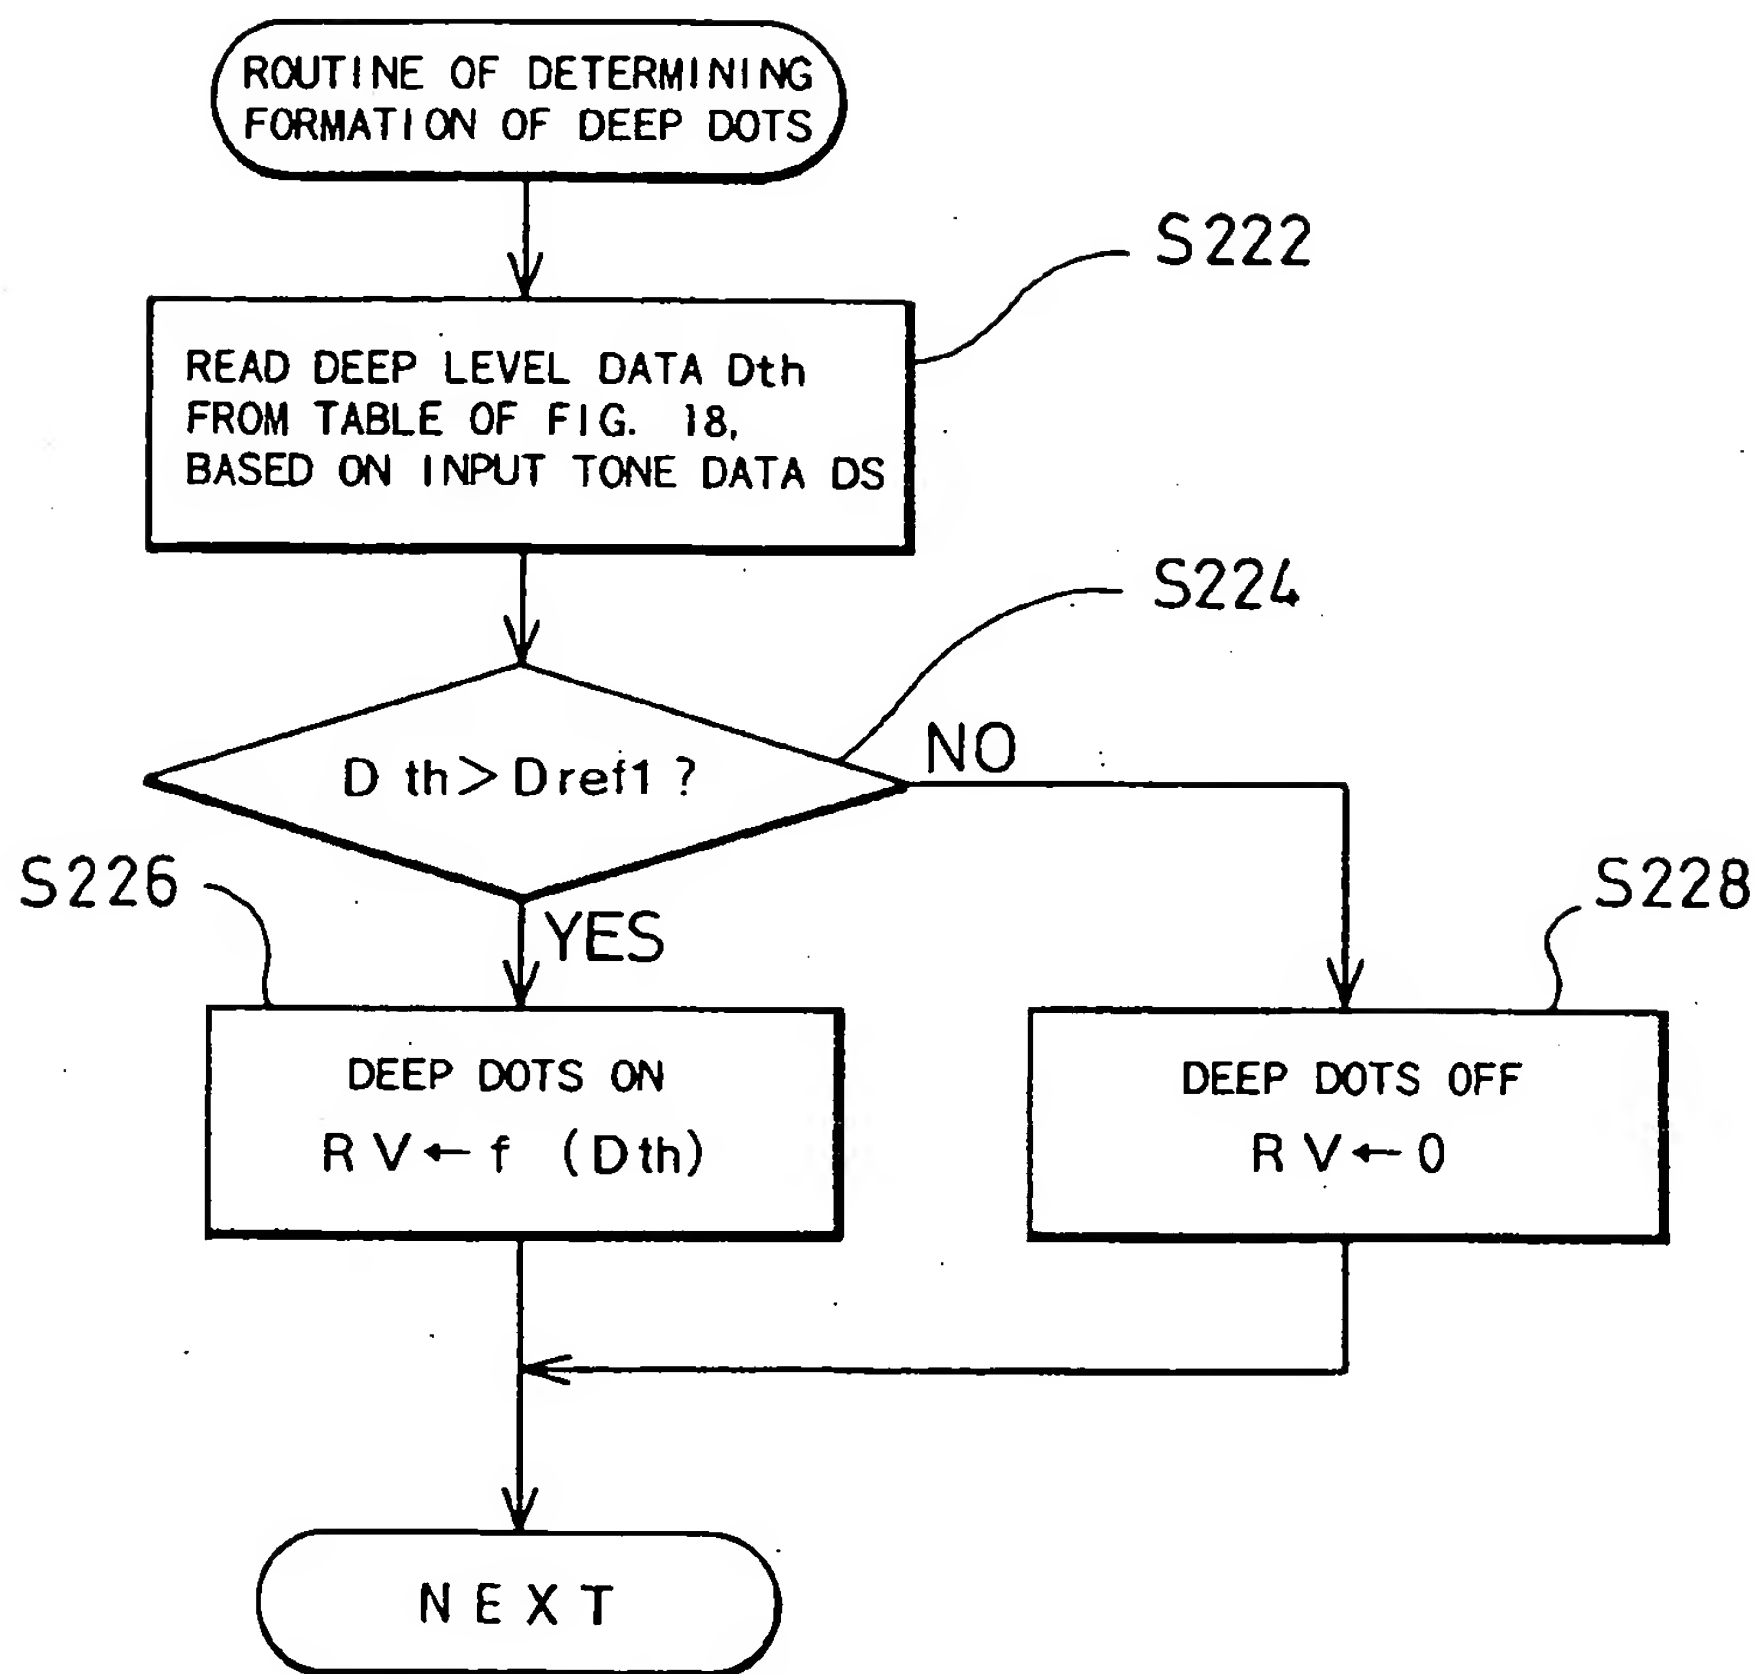 ROUTINE OF DETERMINING
FORMATION OF DEEP DOTS
S222
READ DEEP LEVEL DATA Dth
FROM TABLE OF FIG. 18,
BASED ON INPUT TONE DATA DS
S224
Dth>Dref1?
NO
S226
YES
S228
DEEP DOTS ON
RV←f (Dth)
DEEP DOTS OFF
RV←0
NEXT